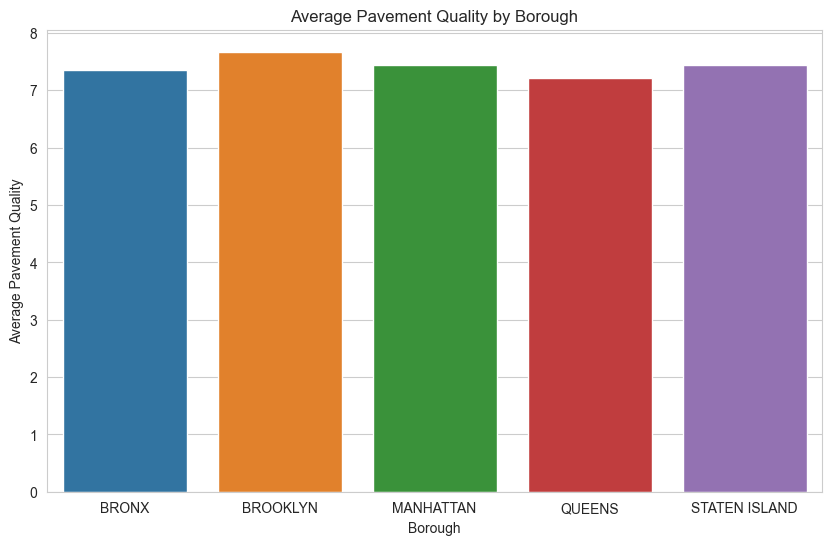 Average Pavement Quality by Borough
Average Pavement Quality
8
7
6
5
4
3
2
1
0
BRONX BROOKLYN MANHATTAN QUEENS STATEN ISLAND
Borough